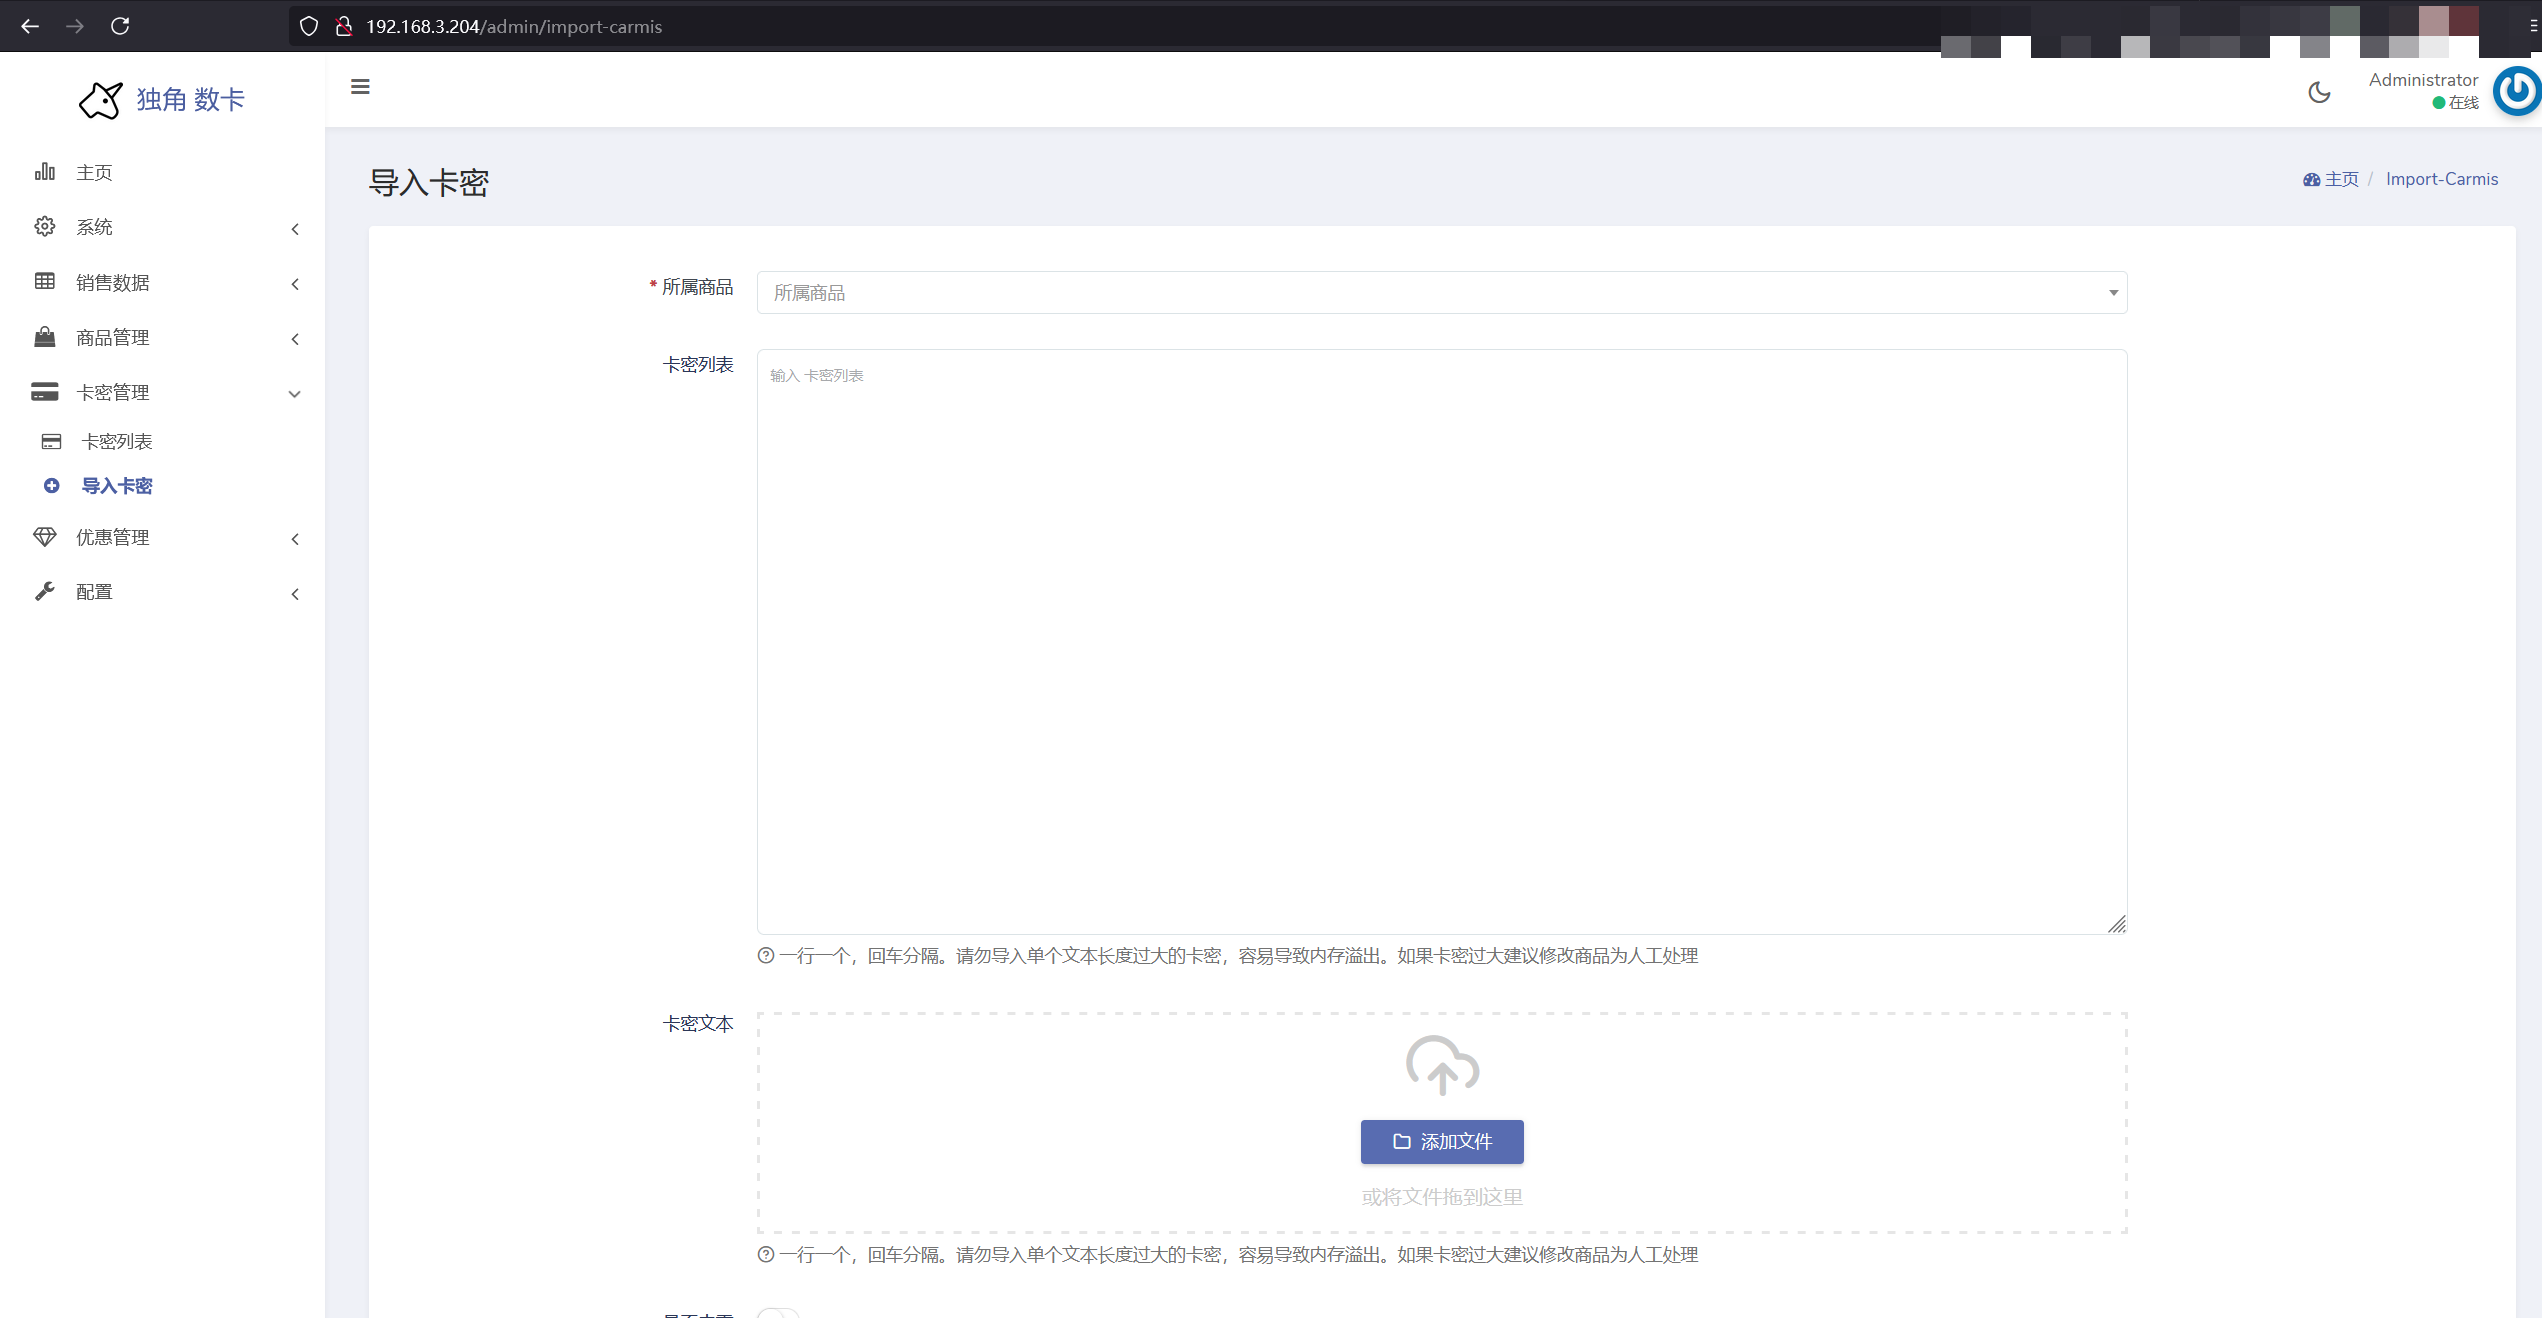 192.168.3.204/admin/import-carmis
独角 数卡
Administrator
在线
主页
系统
销售数据
商品管理
卡密管理
卡密列表
导入卡密
优惠管理
配置
导入卡密
主页 / Import-Carmis
* 所属商品
所属商品
卡密列表
输入 卡密列表
一行一个，回车分隔。请勿导入单个文本长度过大的卡密，容易导致内存溢出。如果卡密过大建议修改商品为人工处理
卡密文本
添加文件
或将文件拖到这里
一行一个，回车分隔。请勿导入单个文本长度过大的卡密，容易导致内存溢出。如果卡密过大建议修改商品为人工处理